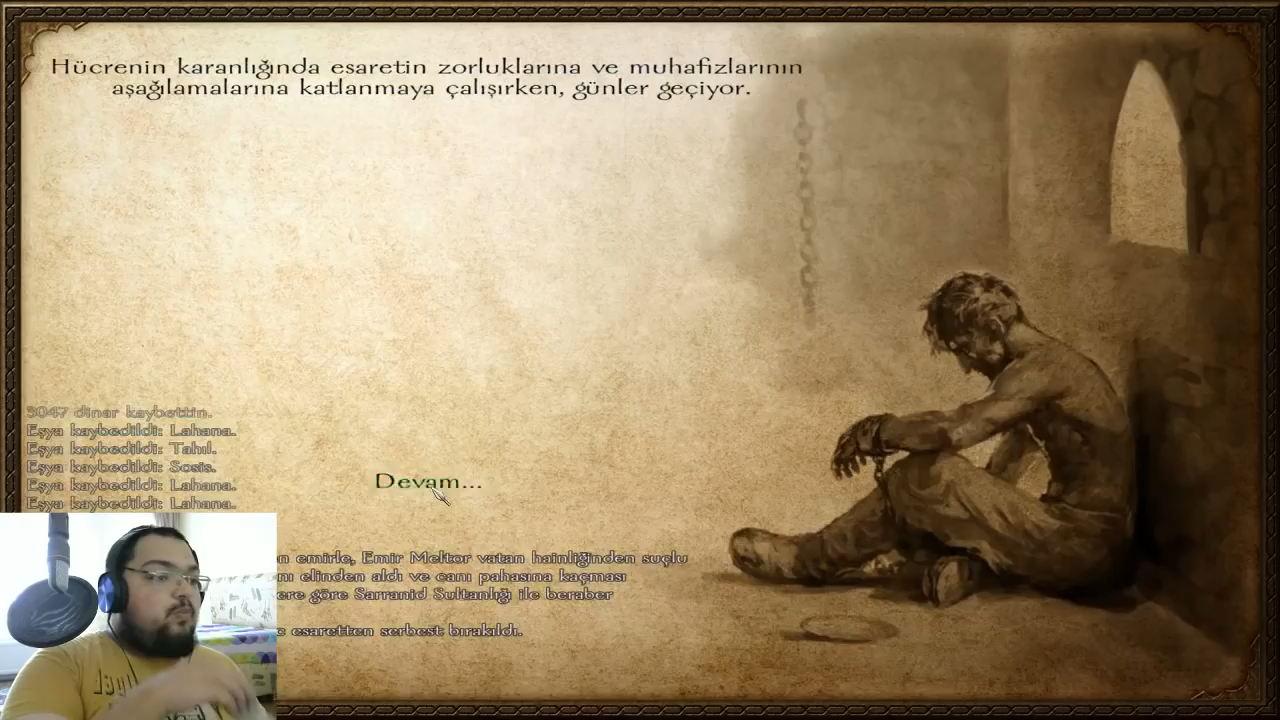 Hücrenin karanlığında esaretin zorluklarına ve muhafızlarının
aşağılamalarına katlanmaya çalışırken, günler geçiyor.
3047 dinar kaybettin.
Eşya kaybedildi: Lahana.
Eşya kaybedildi: Tahıl.
Eşya kaybedildi: Sosis.
Eşya kaybedildi: Lahana.
Eşya kaybedildi: Lahana.
Devam...
emirle, Emir Meltor vatan hainliğinden suçlu
elinden aldı ve canı pahasına kaçması
göre Sarranid Sultanlığı ile beraber
esaretten serbest bırakıldı.